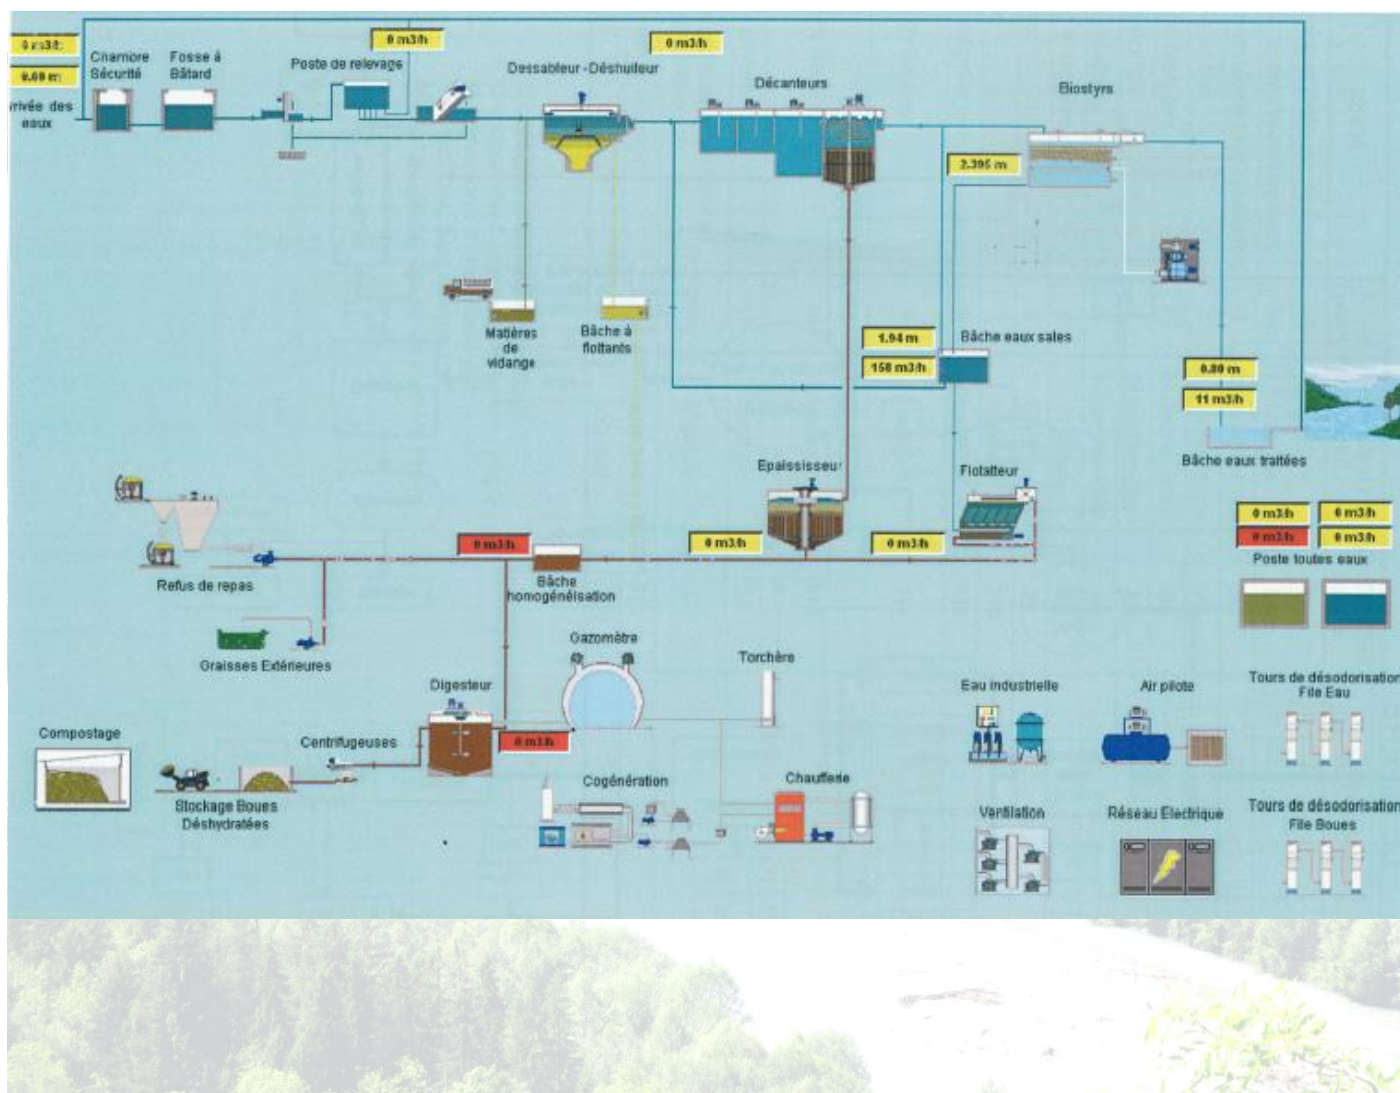 0 m3/h
0.00 m
Chambre
Sécurité
Fosse à
Bâtard
0 m3/h
Poste de relevage
0 m3/h
Dessableur -Déshuileur
Décanteurs
Biostyrs
eaux
2.395 m
Matières
de
vidange
Bâche à
flottants
1.94 m
158 m3/h
Bâche eaux sales
0.80 m
11 m3/h
Bâche eaux traitées
Epaississeur
Flotatteur
0 m3/h
0 m3/h
0 m3/h
Refus de repas
Bâche
homogénéisation
0 m3/h
0 m3/h
0 m3/h
0 m3/h
Poste toutes eaux
Graisses Extérieures
Gazomètre
Torchère
Digesteur
0 m3/h
Compostage
Centrifugeuses
Stockage Boues
Déshydratées
Cogénération
Chaufferie
Eau industrielle
Air pilote
Tours de désodorisation
File Eau
Ventilation
Réseau Electrique
Tours de désodorisation
File Boues